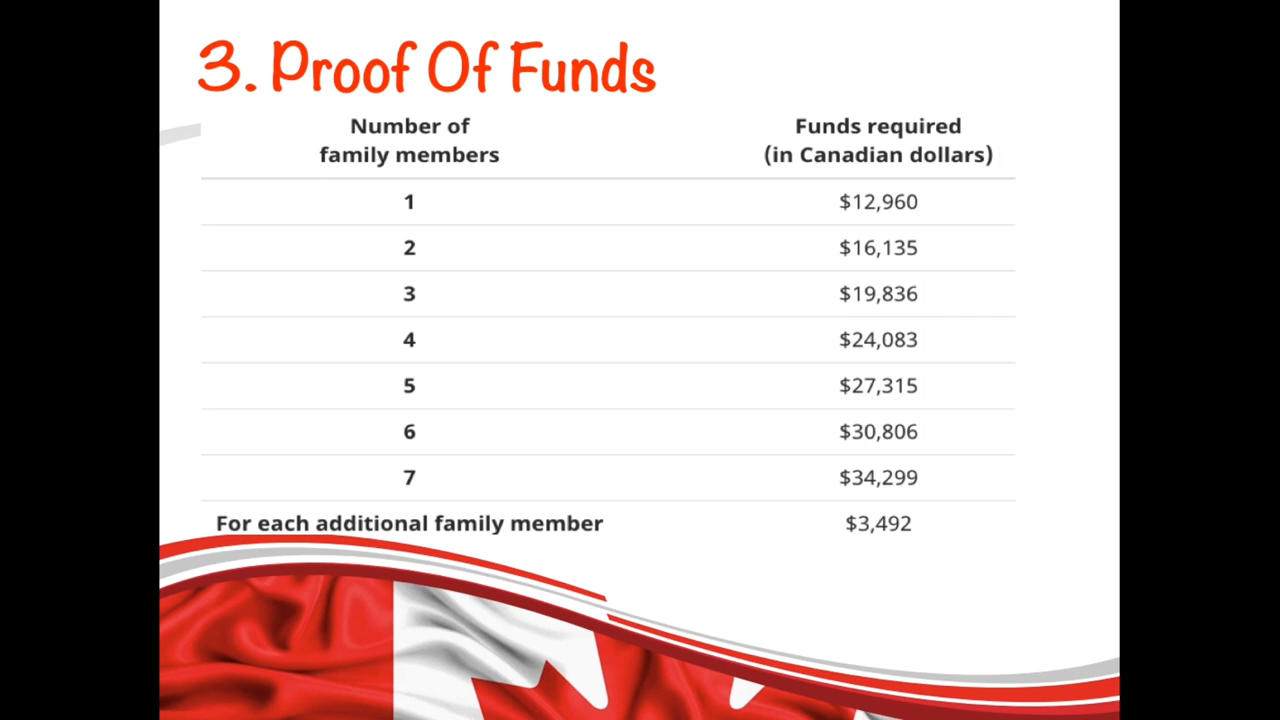 3. Proof Of Funds
Number of family members Funds required (in Canadian dollars)
1 $12,960
2 $16,135
3 $19,836
4 $24,083
5 $27,315
6 $30,806
7 $34,299
For each additional family member $3,492